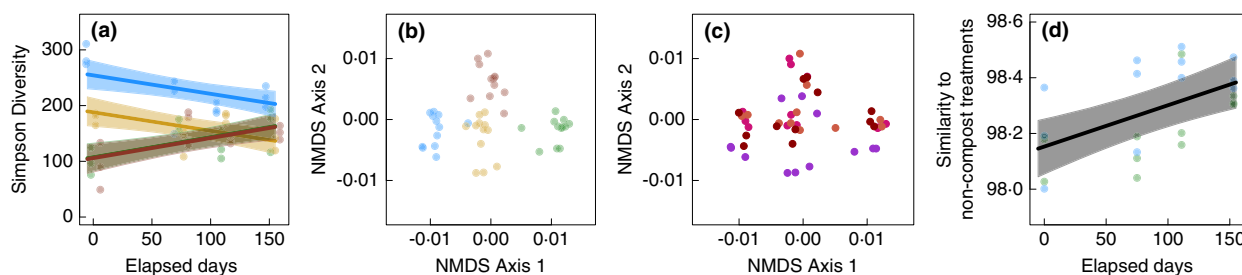 (a)
Simpson Diversity
300
200
100
0
0
50
100
150
Elapsed days
(b)
NMDS Axis 2
0.01
0.00
-0.01
-0.01
0.00
0.01
NMDS Axis 1
(c)
NMDS Axis 2
0.01
0.00
-0.01
-0.01
0.00
0.01
NMDS Axis 1
(d)
Similarity to
non-compost treatments
98·6
98·4
98·2
98·0
0
50
100
150
Elapsed days